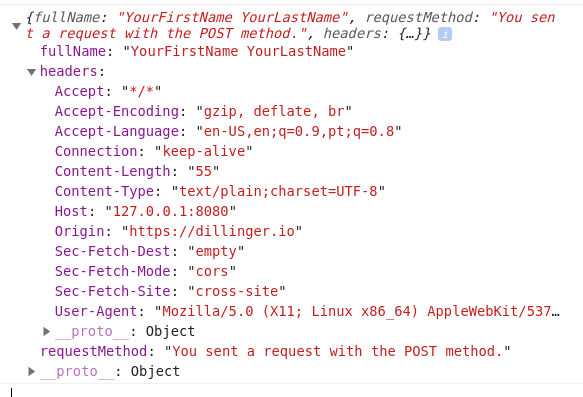 {fullName: "YourFirstName YourLastName", requestMethod: "You sen
t a request with the POST method.", headers: {…}} i
fullName: "YourFirstName YourLastName"
headers:
Accept: "*/*"
Accept-Encoding: "gzip, deflate, br"
Accept-Language: "en-US,en;q=0.9,pt;q=0.8"
Connection: "keep-alive"
Content-Length: "55"
Content-Type: "text/plain;charset=UTF-8"
Host: "127.0.0.1:8080"
Origin: "https://dillinger.io"
Sec-Fetch-Dest: "empty"
Sec-Fetch-Mode: "cors"
Sec-Fetch-Site: "cross-site"
User-Agent: "Mozilla/5.0 (X11; Linux x86_64) AppleWebKit/537…
__proto__: Object
requestMethod: "You sent a request with the POST method."
__proto__: Object